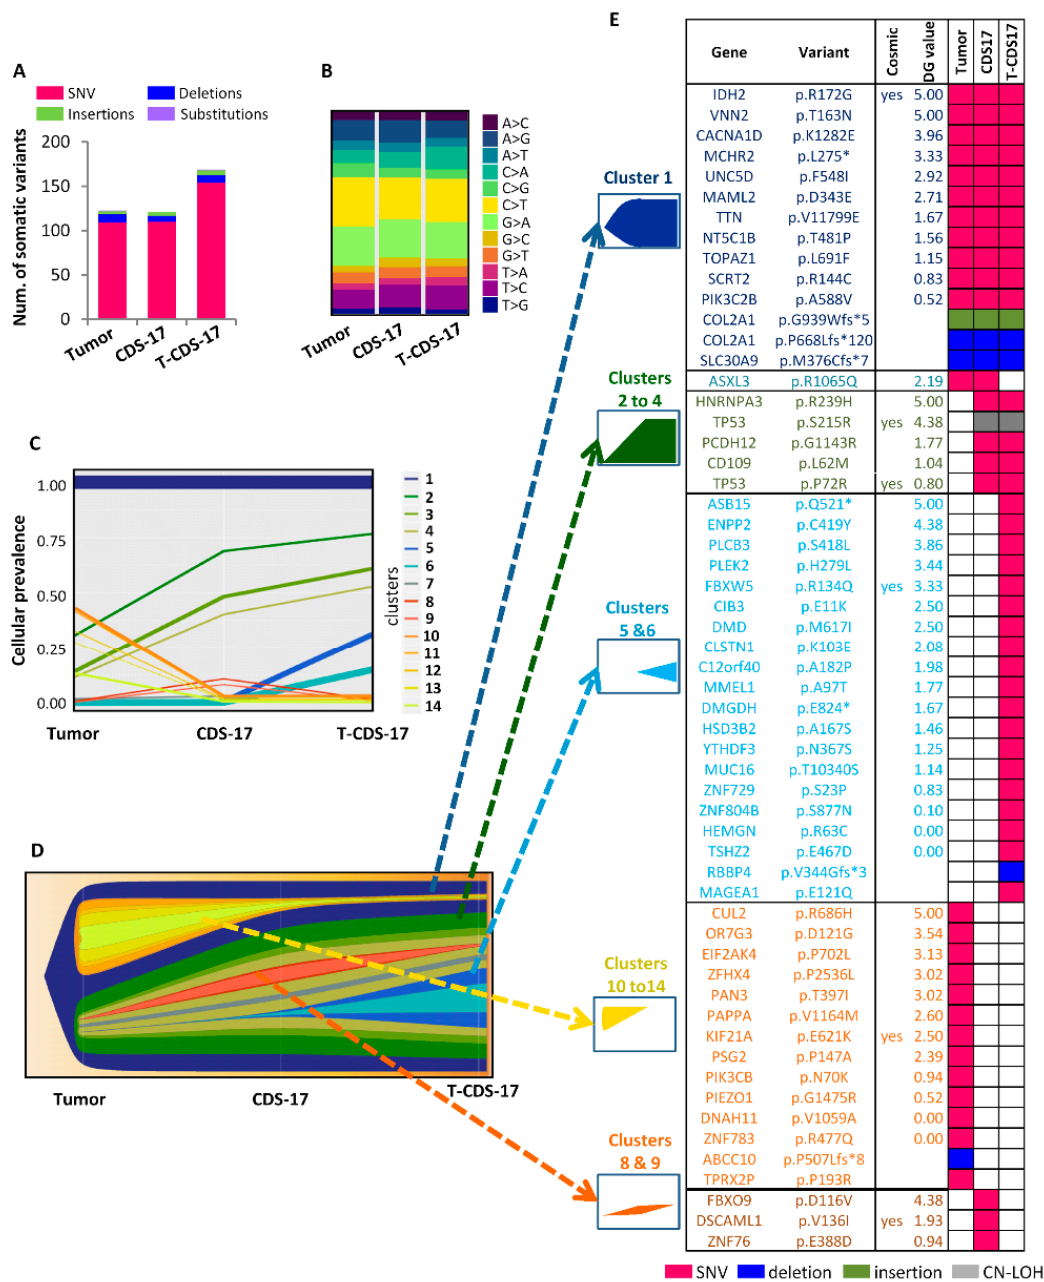 A
SNV
Deletions
Insertions
Substitutions
Num. of somatic variants
200
150
100
50
0
Tumor
CDS-17
T-CDS-17
B
A>C
A>G
A>T
C>A
C>G
C>T
G>A
G>C
G>T
T>A
T>C
T>G
Tumor
CDS-17
T-CDS-17
C
Cellular prevalence
1.00
0.75
0.50
0.25
0.00
Tumor
CDS-17
T-CDS-17
clusters
1
2
3
4
5
6
7
8
9
10
11
12
13
14
D
Tumor
CDS-17
T-CDS-17
Cluster 1
Clusters
2 to 4
Clusters
5 &6
Clusters
10 to14
Clusters
8 & 9
E
Gene Variant Cosmic DG value Tumor CDS17 T-CDS17
IDH2 p.R172G yes 5.00
VNN2 p.T163N 5.00
CACNA1D p.K1282E 3.96
MCHR2 p.L275* 3.33
UNC5D p.F548I 2.92
MAML2 p.D343E 2.71
TTN p.V11799E 1.67
NT5C1B p.T481P 1.56
TOPAZ1 p.L691F 1.15
SCRT2 p.R144C 0.83
PIK3C2B p.A588V 0.52
COL2A1 p.G939Wfs*5
COL2A1 p.P668Lfs*120
SLC30A9 p.M376Cfs*7
ASXL3 p.R1065Q 2.19
HNRNPA3 p.R239H 5.00
TP53 p.S215R yes 4.38
PCDH12 p.G1143R 1.77
CD109 p.L62M 1.04
TP53 p.P72R yes 0.80
ASB15 p.Q521* 5.00
ENPP2 p.C419Y 4.38
PLCB3 p.S418L 3.86
PLEK2 p.H279L 3.44
FBXW5 p.R134Q yes 3.33
CIB3 p.E11K 2.50
DMD p.M617I 2.50
CLSTN1 p.K103E 2.08
C12orf40 p.A182P 1.98
MMEL1 p.A97T 1.77
DMGDH p.E824* 1.67
HSD3B2 p.A167S 1.46
YTHDF3 p.N367S 1.25
MUC16 p.T10340S 1.14
ZNF729 p.S23P 0.83
ZNF804B p.S877N 0.10
HEMGN p.R63C 0.00
TSHZ2 p.E467D 0.00
RBBP4 p.V344Gfs*3
MAGEA1 p.E121Q
CUL2 p.R686H 5.00
OR7G3 p.D121G 3.54
EIF2AK4 p.P702L 3.13
ZFHX4 p.P2536L 3.02
PAN3 p.T397I 3.02
PAPPA p.V1164M 2.60
KIF21A p.E621K yes 2.50
PSG2 p.P147A 2.39
PIK3CB p.N70K 0.94
PIEZO1 p.G1475R 0.52
DNAH11 p.V1059A 0.00
ZNF783 p.R477Q 0.00
ABCC10 p.P507Lfs*8
TPRX2P p.P193R
FBXO9 p.D116V 4.38
DSCAML1 p.V136I yes 1.93
ZNF76 p.E388D 0.94
SNV deletion insertion CN-LOH